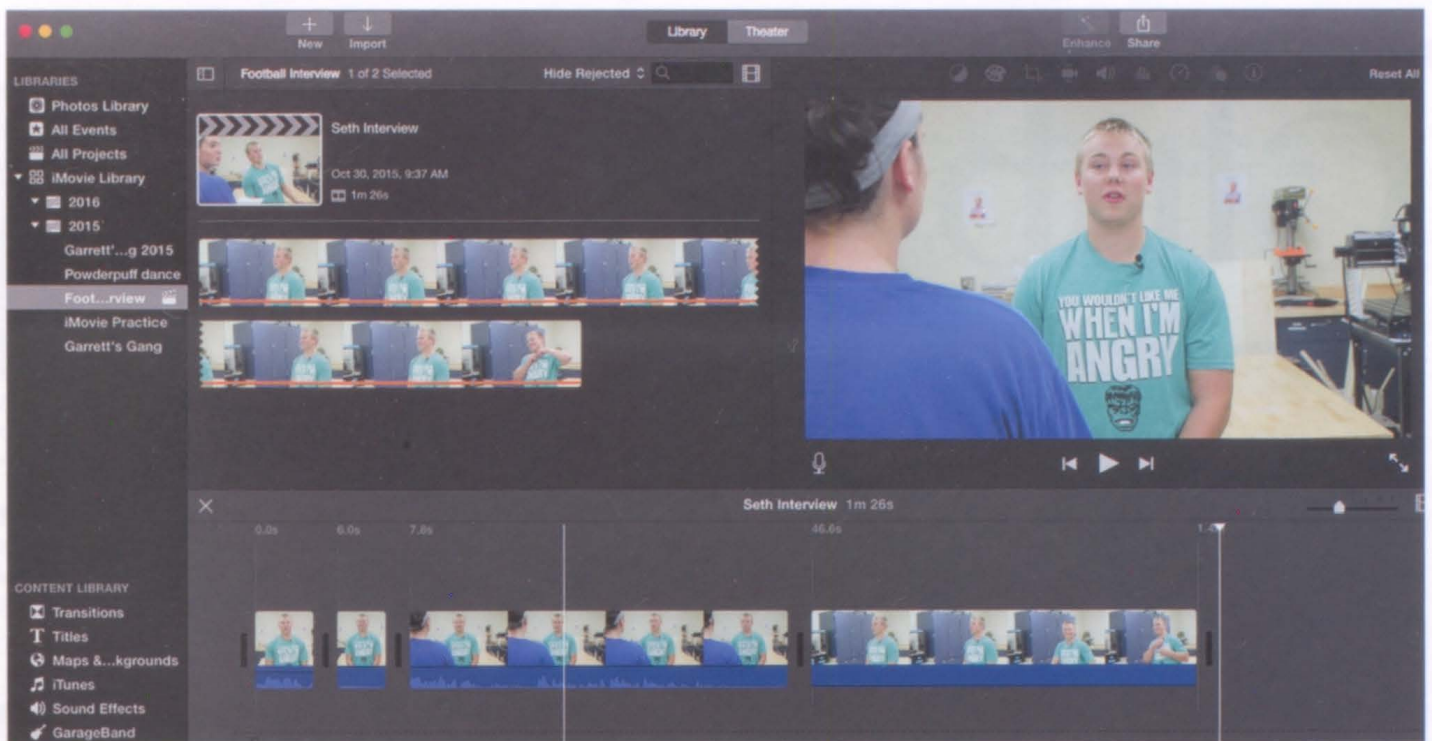 New
Import
Library
Theater
Enhance
Share
LIBRARIES
Photos Library
All Events
All Projects
iMovie Library
2016
2015
Garrett'...g 2015
Powderpuff dance
Foot...rview
iMovie Practice
Garrett's Gang
CONTENT LIBRARY
Transitions
Titles
Maps &...kgrounds
iTunes
Sound Effects
GarageBand
Football Interview 1 of 2 Selected
Hide Rejected
Seth Interview
Oct 30, 2015, 9:37 AM
1m 26s
Reset All
YOU WOULDN'T LIKE ME
WHEN I'M
ANGRY
Seth Interview 1m 26s
0.0s
6.0s
7.8s
46.6s